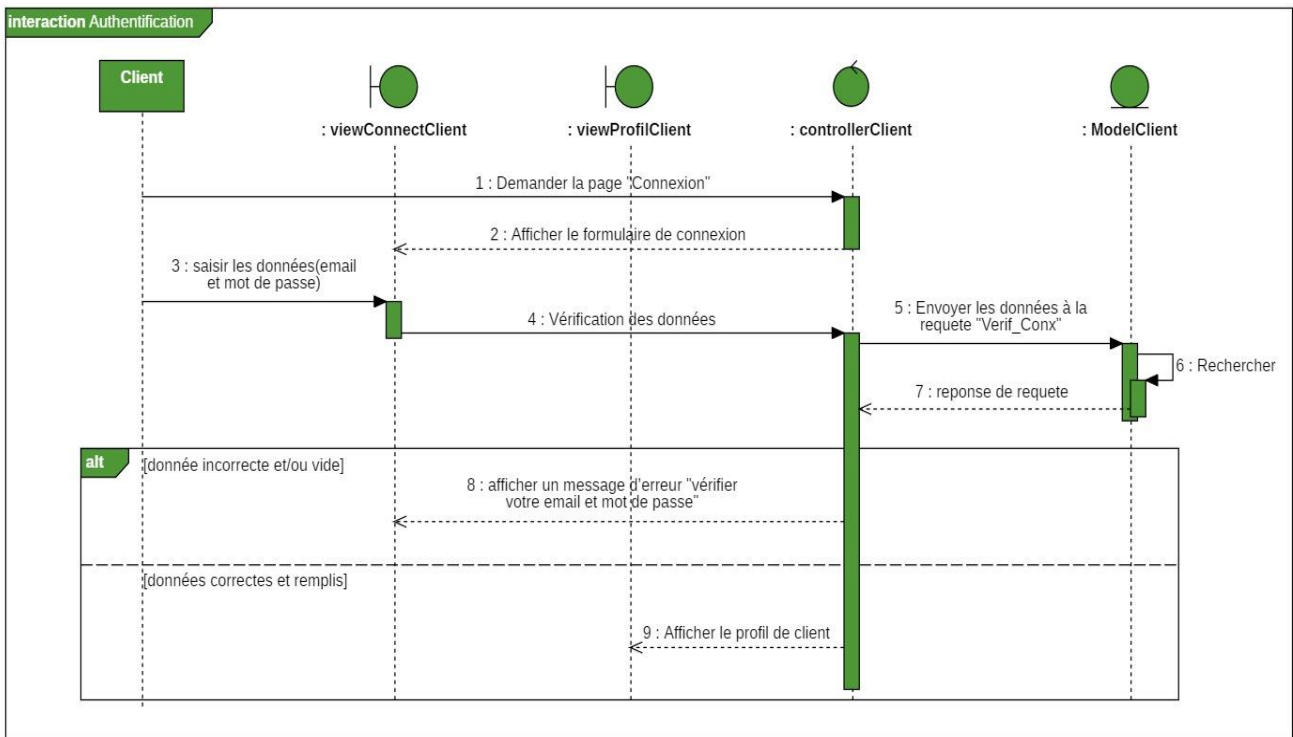 interaction Authentification
Client
: viewConnectClient
: viewProfilClient
: controllerClient
: ModelClient
1 : Demander la page "Connexion"
2 : Afficher le formulaire de connexion
3 : saisir les données(email
et mot de passe)
4 : Vérification des données
5 : Envoyer les données à la
requete "Verif_Conx"
6 : Rechercher
7 : reponse de requete
alt
[donnée incorrecte et/ou vide]
8 : afficher un message d'erreur "vérifier
votre email et mot de passe"
[données correctes et remplis]
9 : Afficher le profil de client